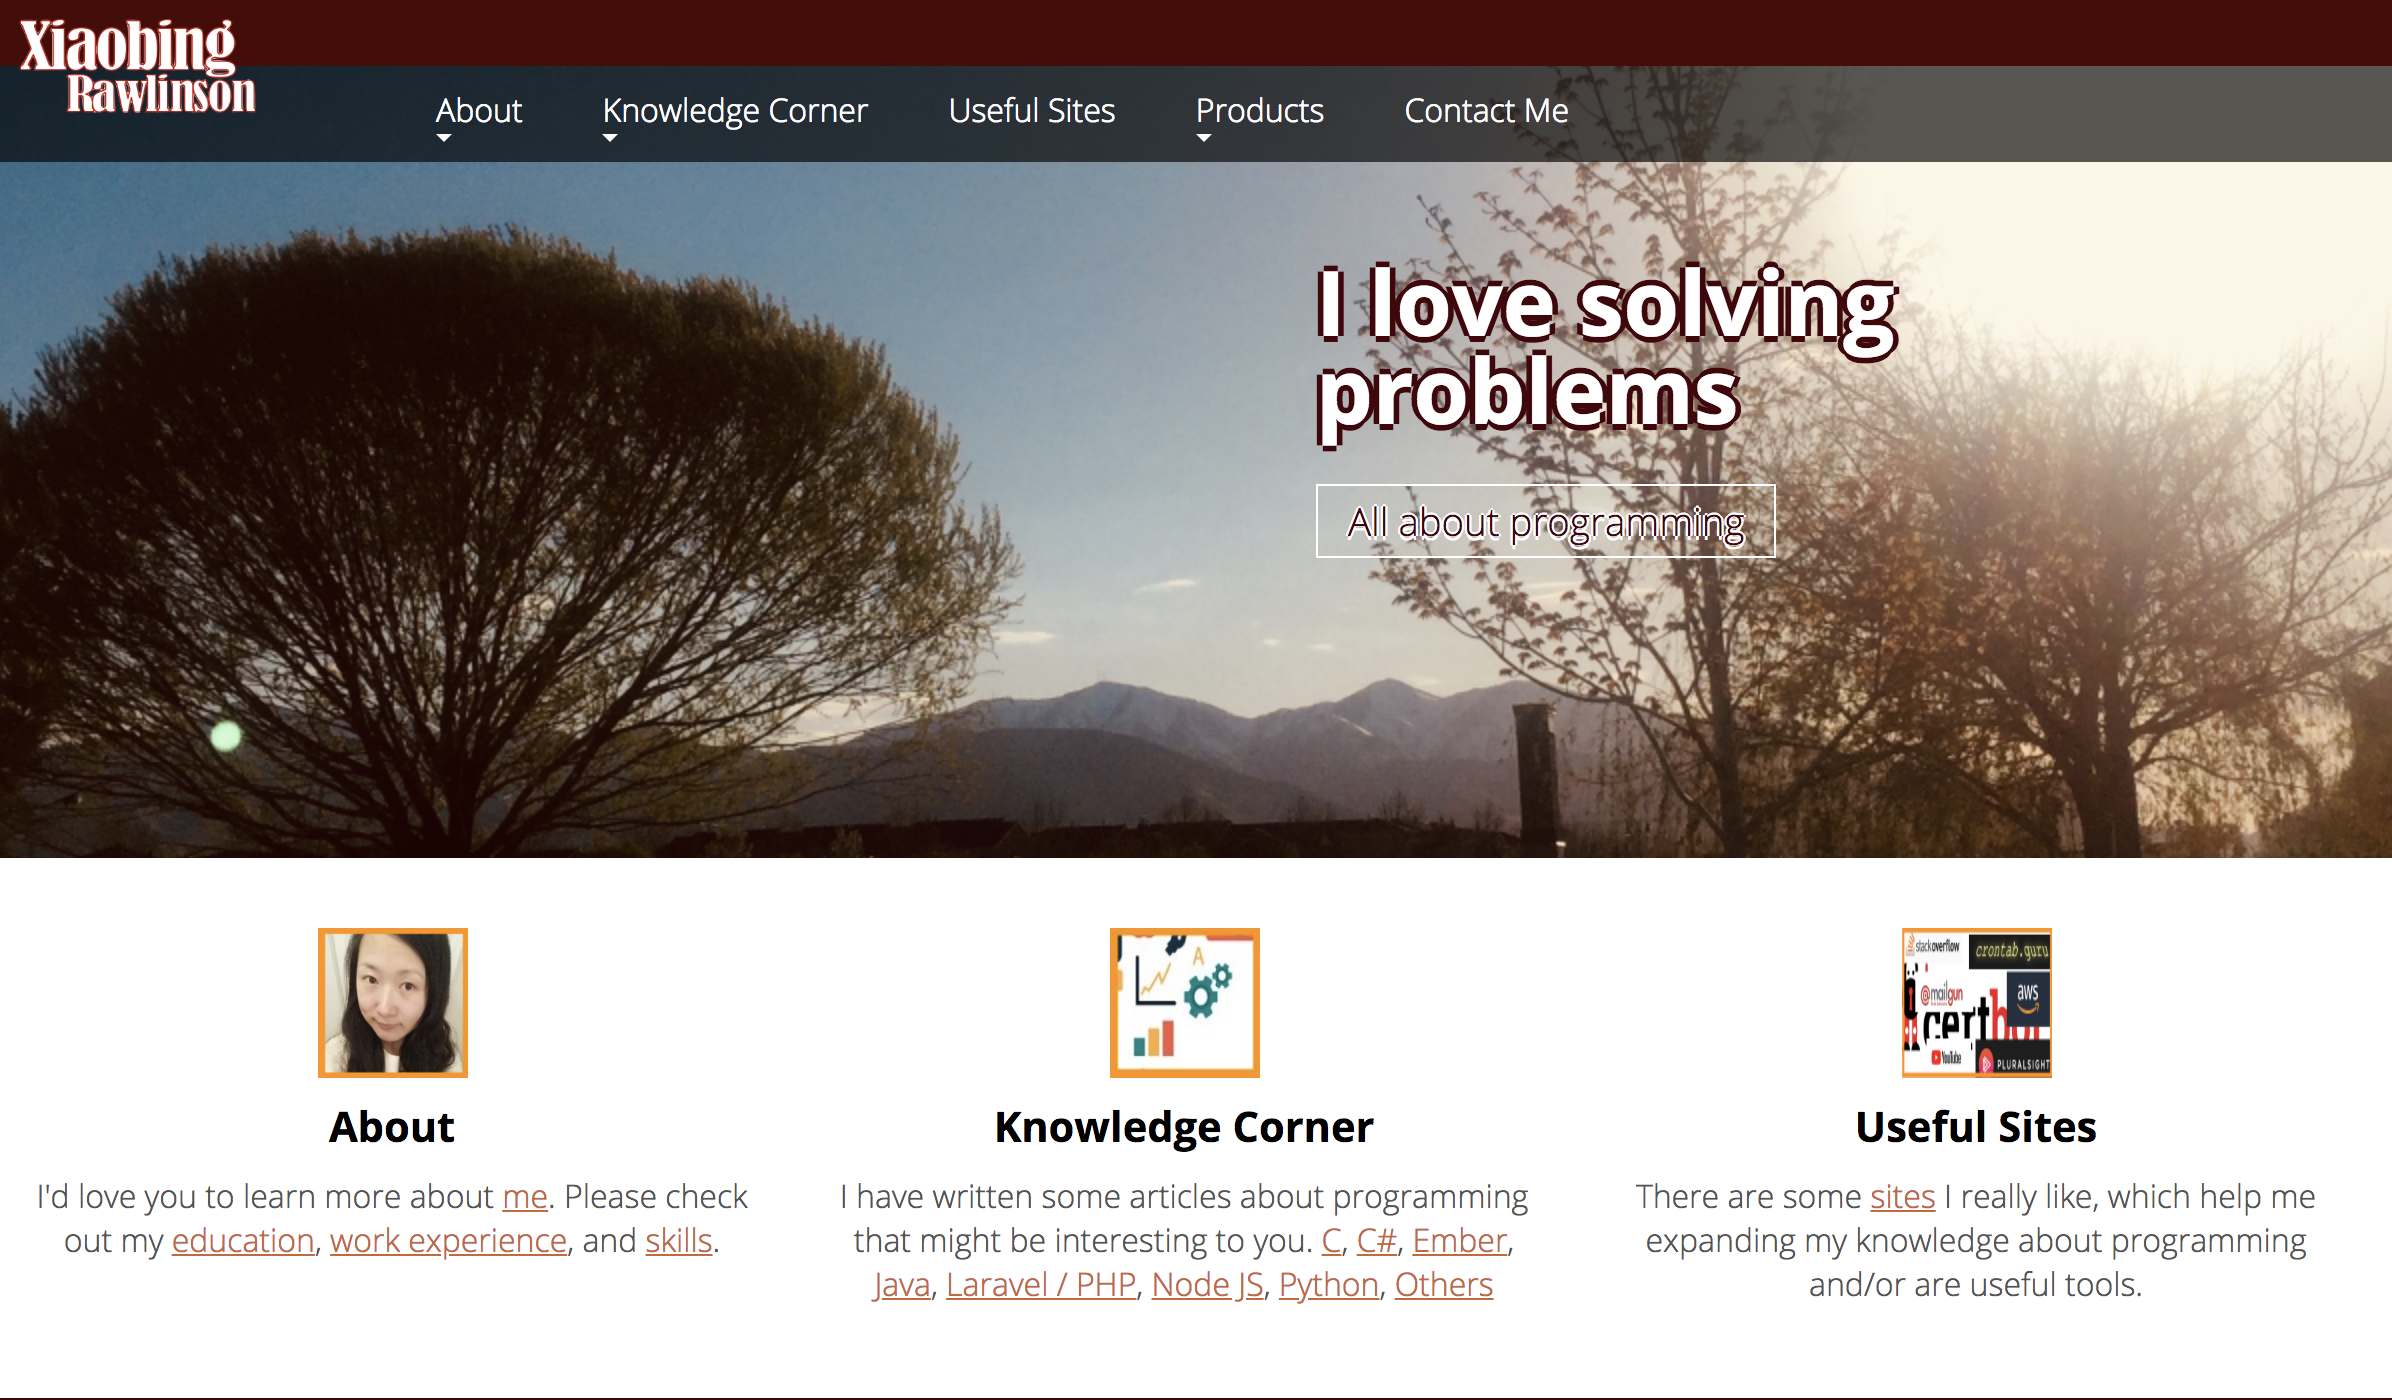 Xiaobing
Rawlinson
About
Knowledge Corner
Useful Sites
Products
Contact Me
I love solving
problems
All about programming
stackoverflow
crontab.guru
@mailgun
aws
certbot
YouTube
PLURALSIGHT
A
About
I'd love you to learn more about me. Please check
out my education, work experience, and skills.
Knowledge Corner
I have written some articles about programming
that might be interesting to you. C, C#, Ember,
Java, Laravel / PHP, Node JS, Python, Others
Useful Sites
There are some sites I really like, which help me
expanding my knowledge about programming
and/or are useful tools.